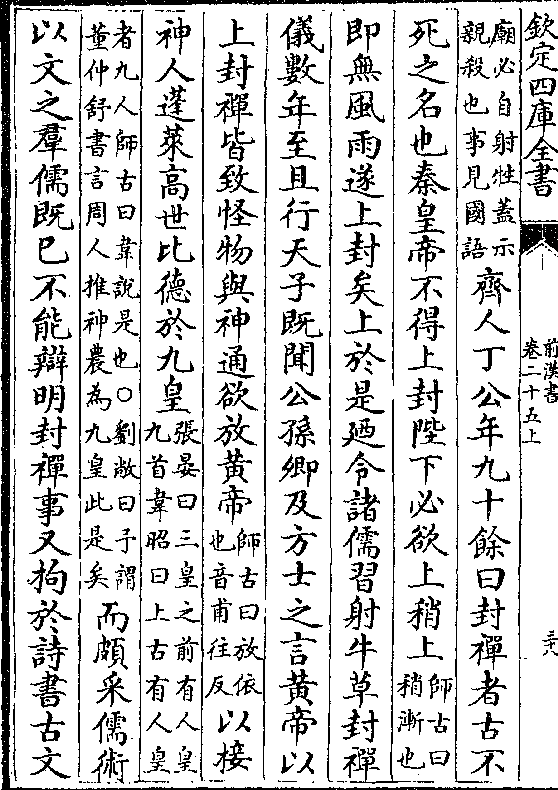 欽定四庫全書
前漢書
卷二十五上
三十八
廟必自射牲蓋示
親殺也事見國語
齊人丁公年九十餘曰封禪者古不
死之名也秦皇帝不得上封陛下必欲上稍上
師古曰
稍漸也
即無風雨遂上封矣上於是廼令諸儒習射牛草封禪
儀數年至且行天子既聞公孫卿及方士之言黃帝以
上封禪皆致怪物與神通欲放黃帝
師古曰放依
也音甫往反
以接
神人蓬萊高世比德於九皇
張晏曰三皇之前有人皇
九首韋昭曰上古有人皇
者九人師古曰韋說是也○劉敞曰予謂
董仲舒書言周人推神農為九皇此是矣
而頗采儒術
以文之羣儒既巳不能辯明封禪事又拘於詩書古文